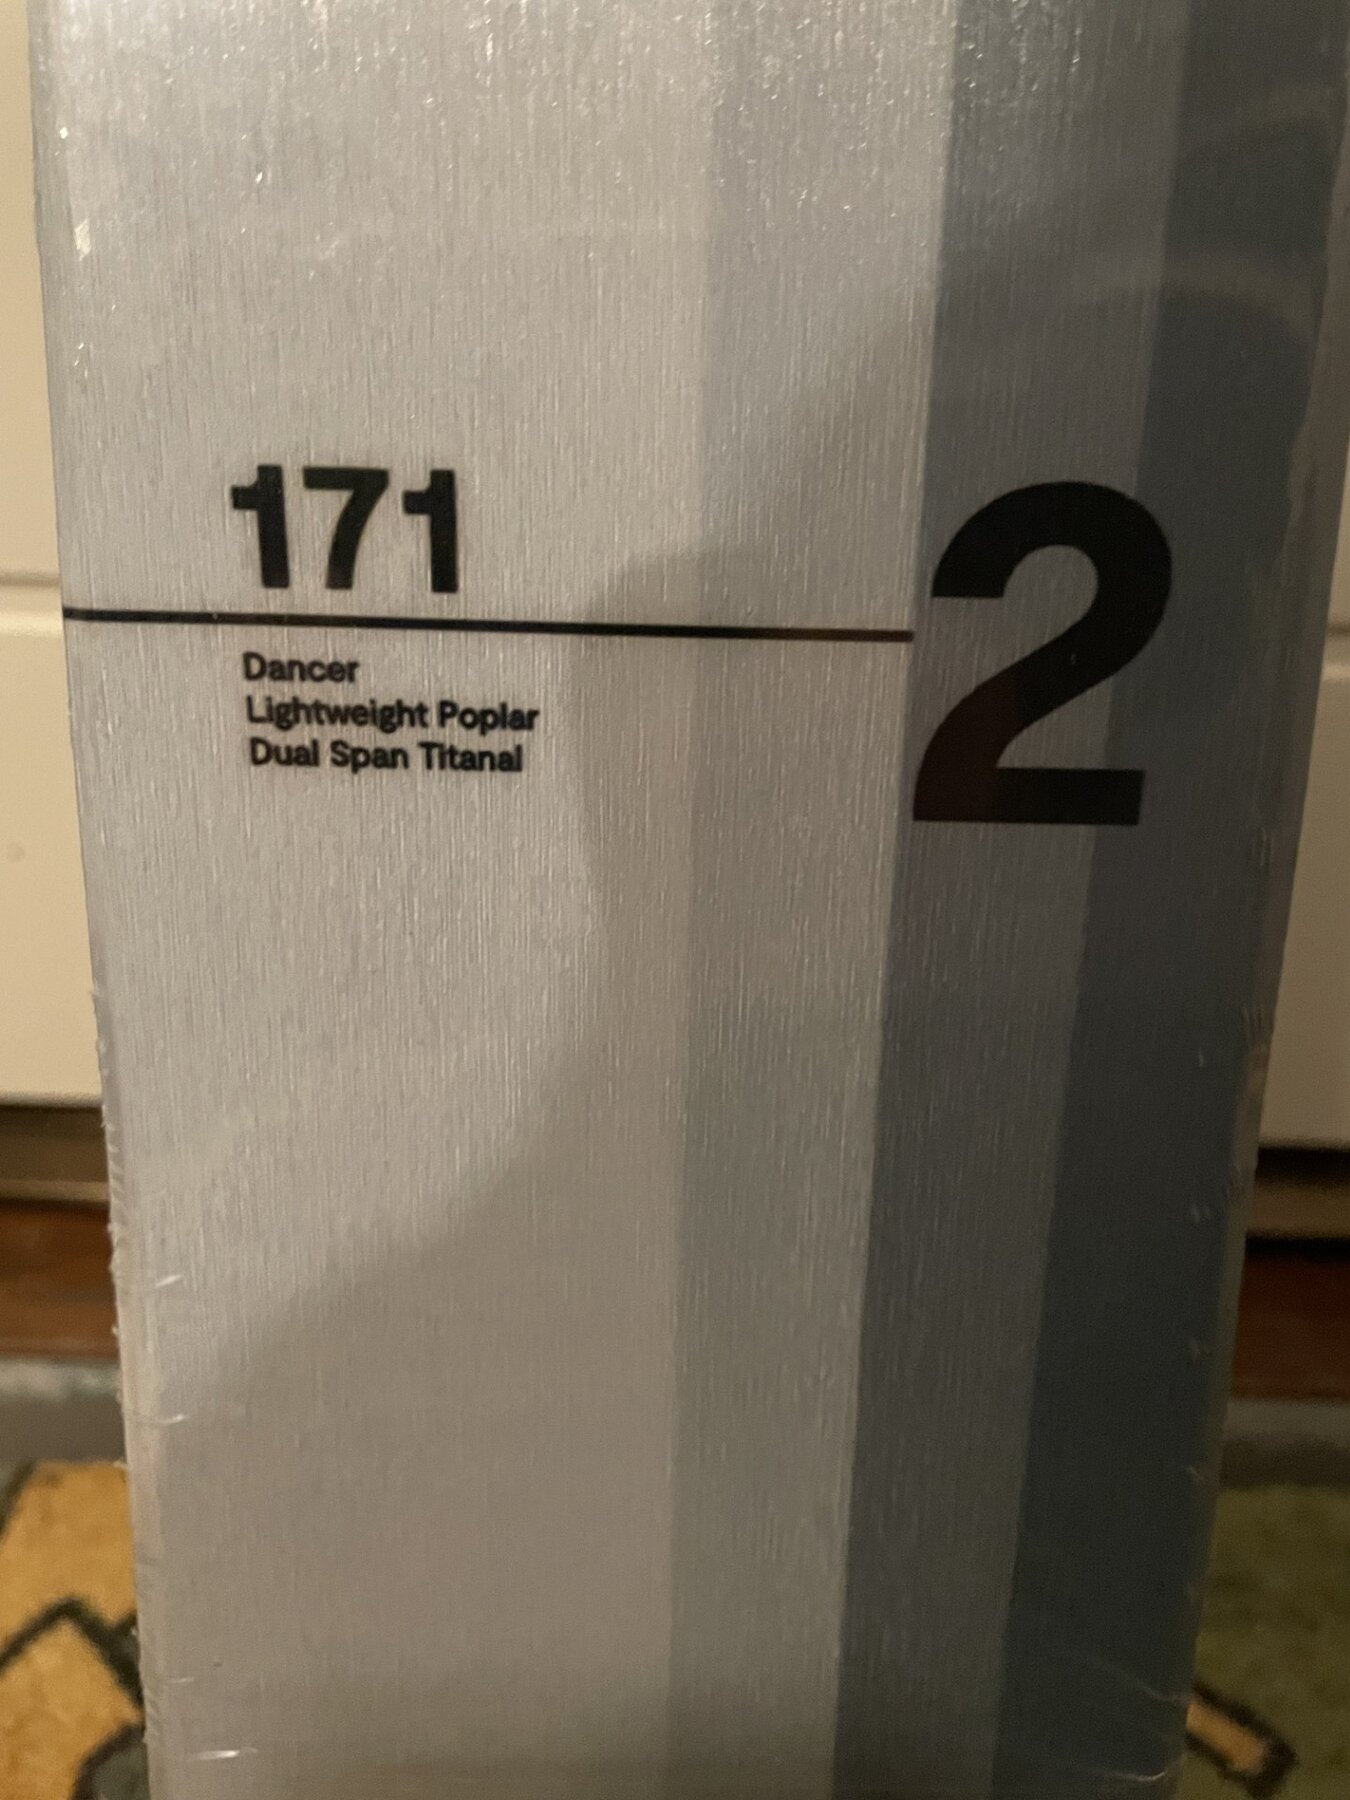 171
2
Dancer
Lightweight Poplar
Dual Span Titanal